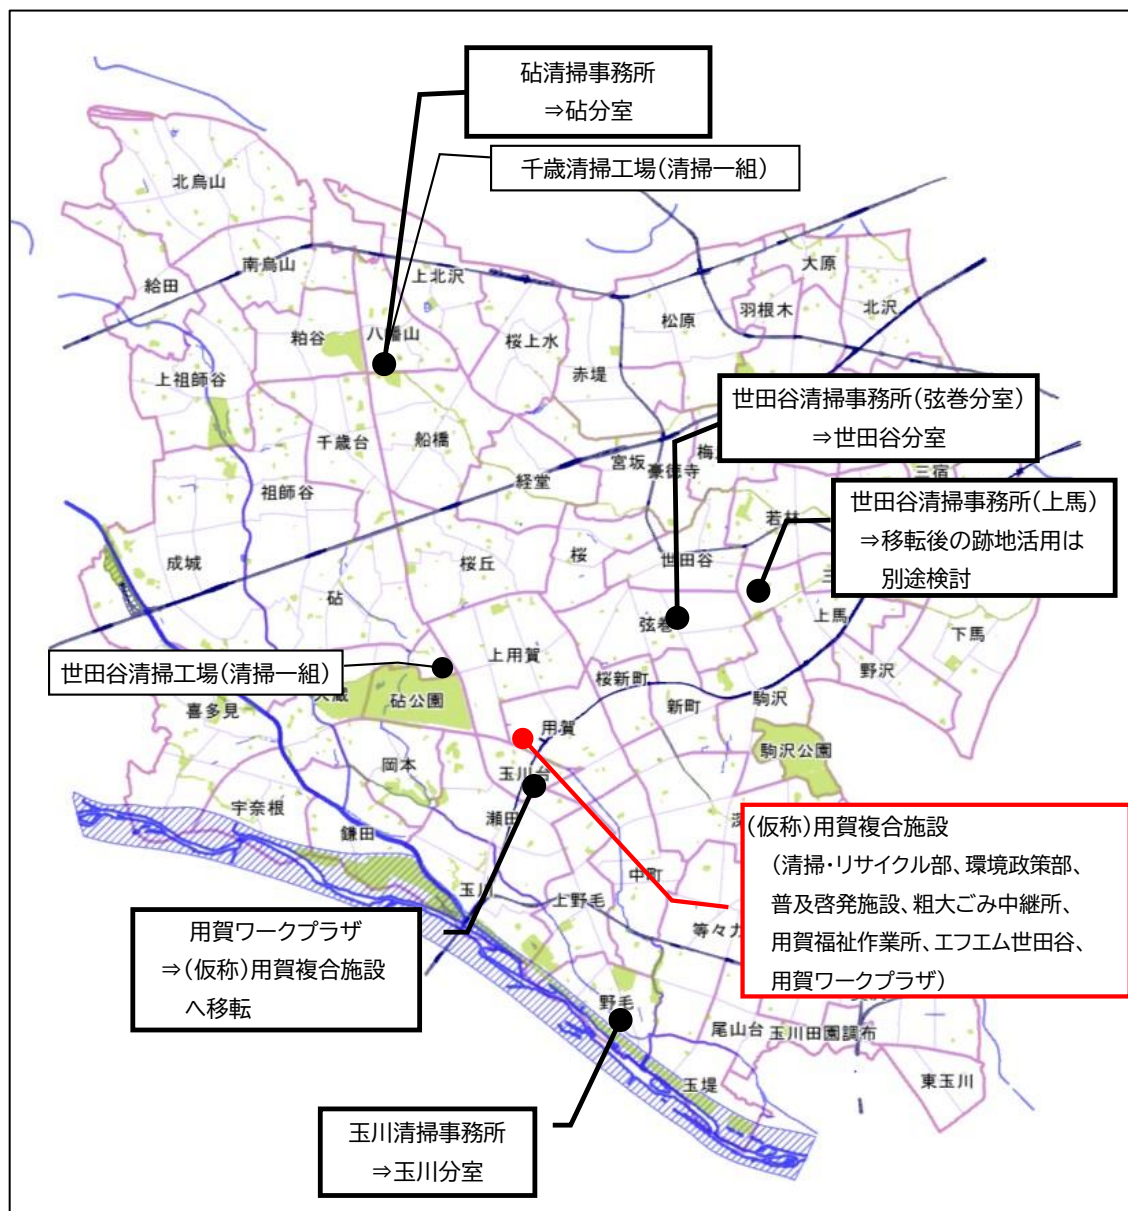 砧清掃事務所
⇒砧分室
千歳清掃工場(清掃一組)
北烏山
大原
南烏山
上北沢
給田
羽根木
北沢
松原
粕谷
八幡山
桜上水
赤堤
上祖師谷
世田谷清掃事務所(弦巻分室)
⇒世田谷分室
千歳台
船橋
宮坂
豪徳寺
三宿
経堂
祖師谷
世田谷清掃事務所(上馬)
⇒移転後の跡地活用は
別途検討
若林
成城
桜丘
桜
世田谷
砧
弦巻
上馬
下馬
上用賀
世田谷清掃工場(清掃一組)
野沢
桜新町
駒沢
砧公園
新町
喜多見
用賀
駒沢公園
岡本
玉川台
宇奈根
瀬田
鎌田
(仮称)用賀複合施設
(清掃・リサイクル部、環境政策部、
普及啓発施設、粗大ごみ中継所、
用賀福祉作業所、エフエム世田谷、
用賀ワークプラザ)
中町
玉川
上野毛
等々力
用賀ワークプラザ
⇒(仮称)用賀複合施設
へ移転
野毛
尾山台
玉川田園調布
東玉川
玉堤
玉川清掃事務所
⇒玉川分室